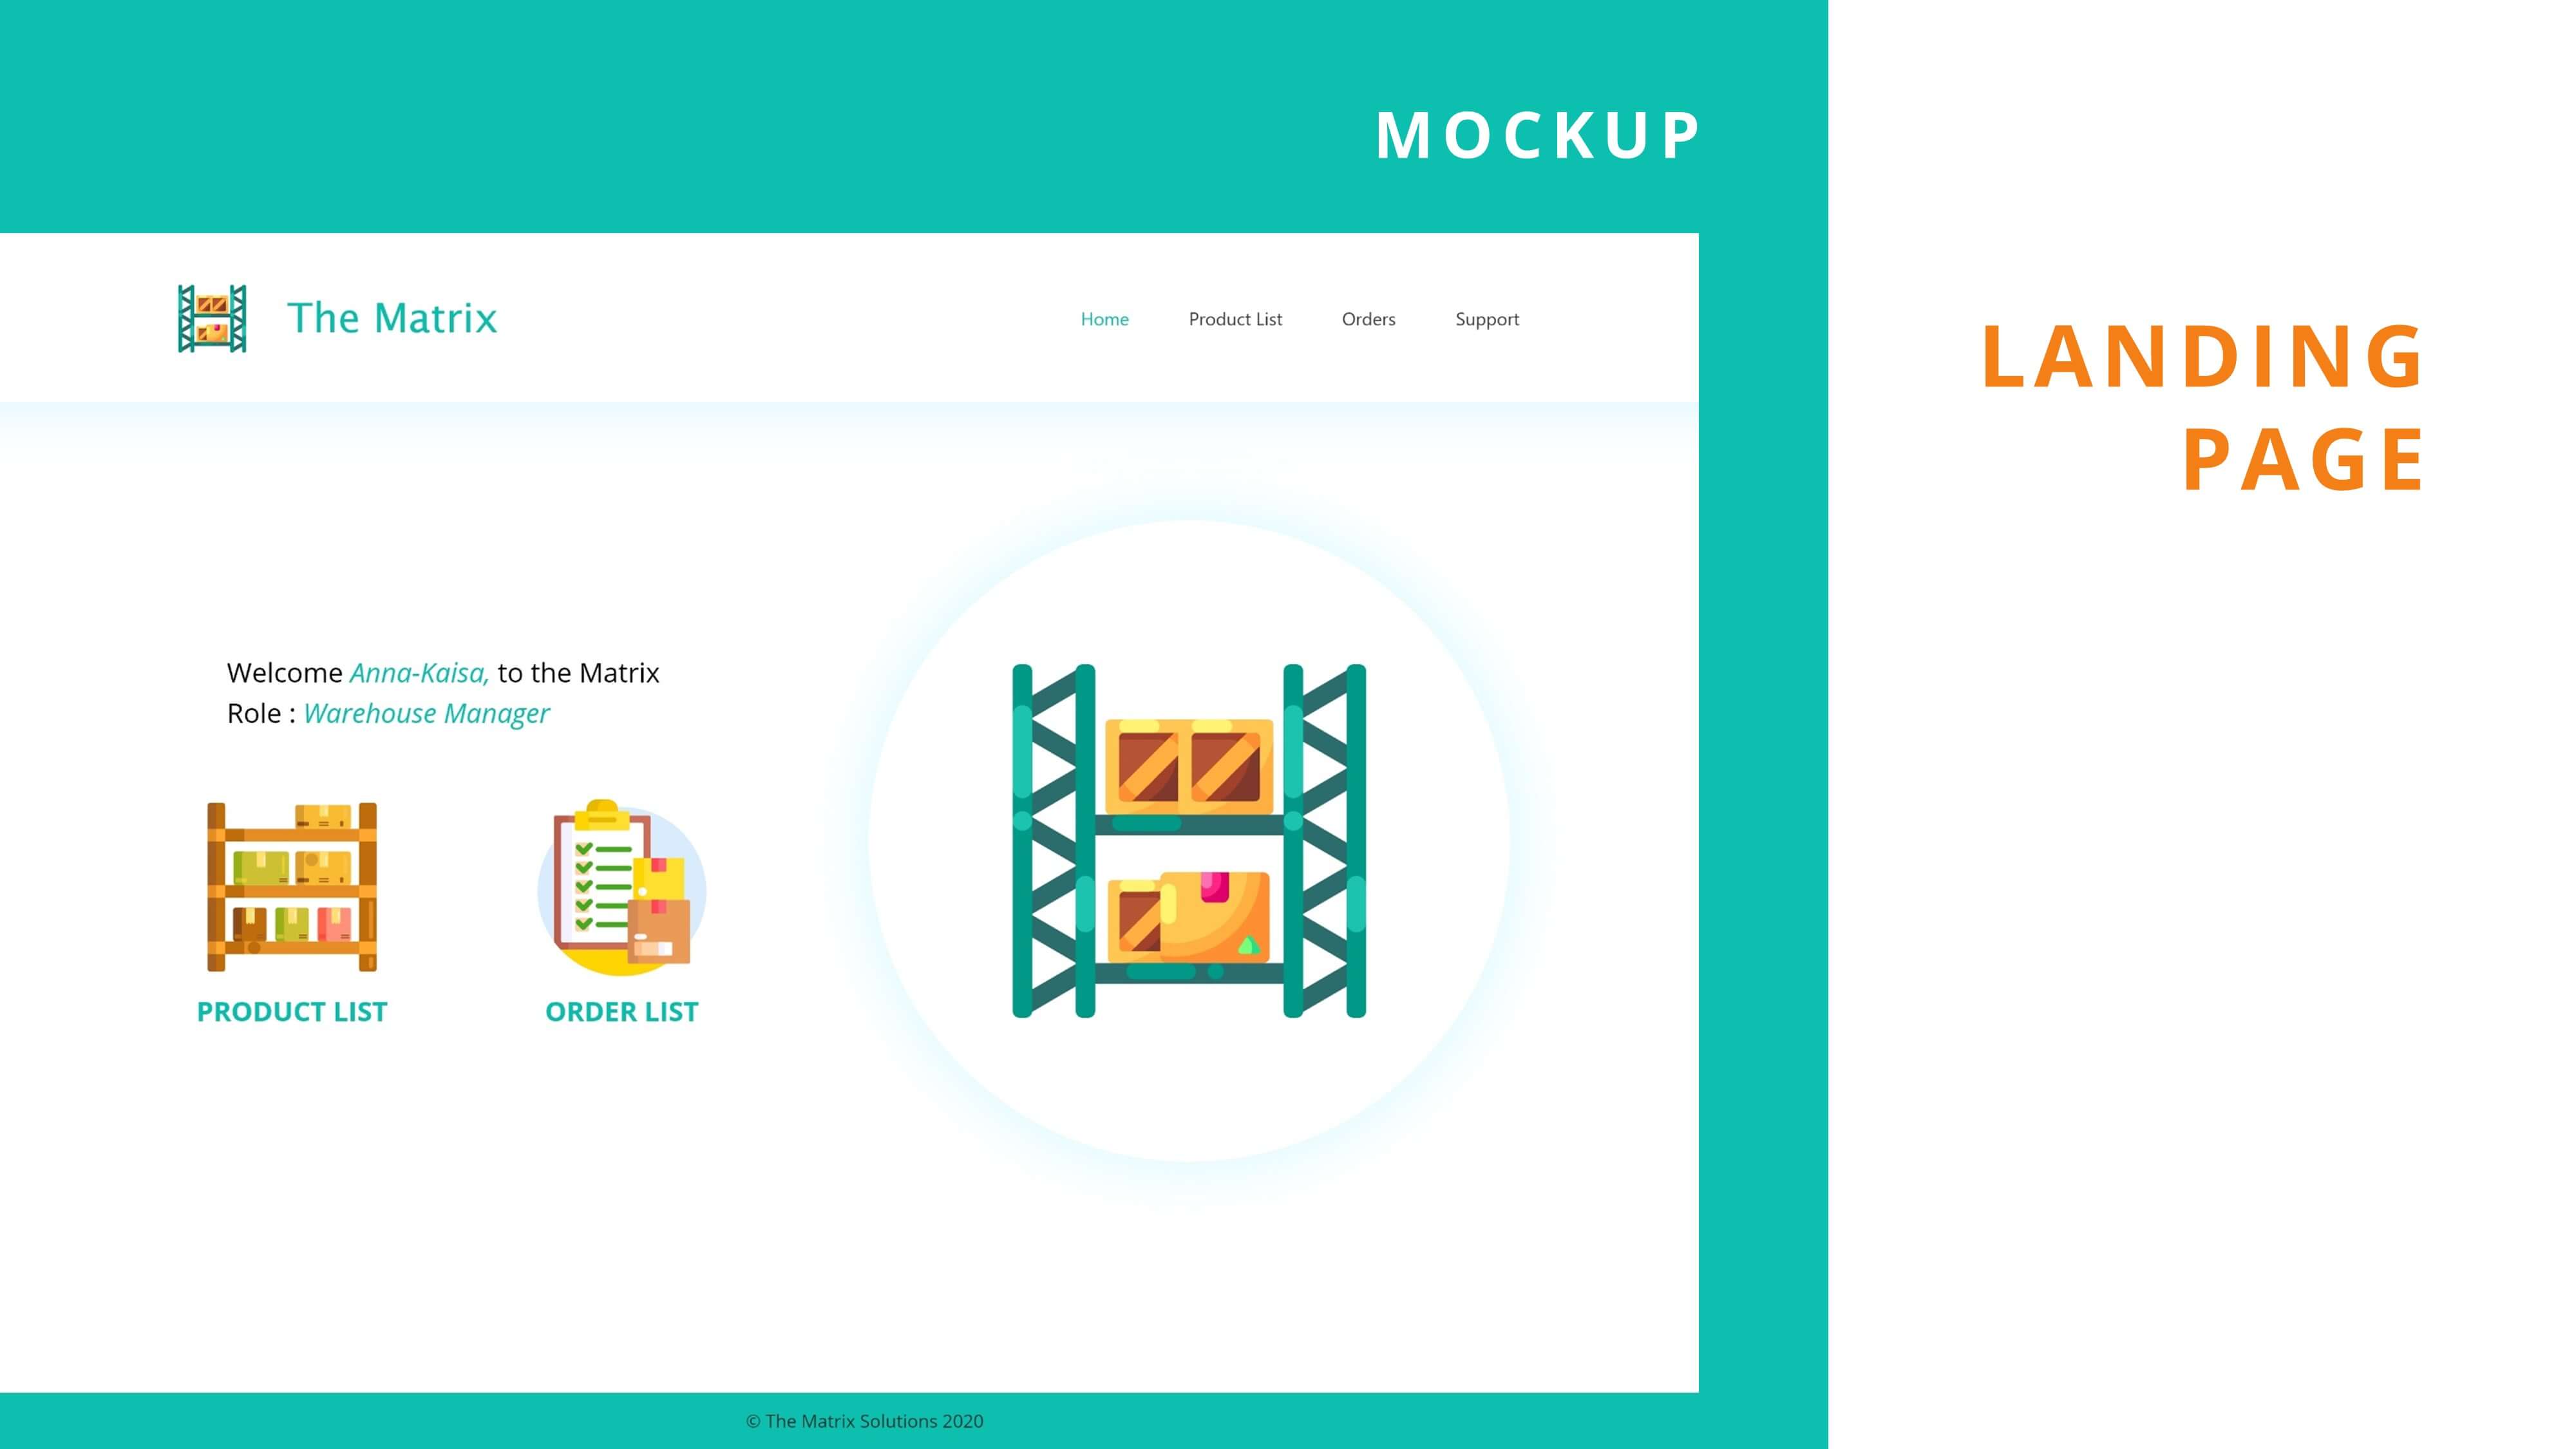 MOCKUP
LANDING
PAGE
The Matrix
Home Product List Orders Support
Welcome Anna-Kaisa, to the Matrix
Role : Warehouse Manager
PRODUCT LIST ORDER LIST
© The Matrix Solutions 2020